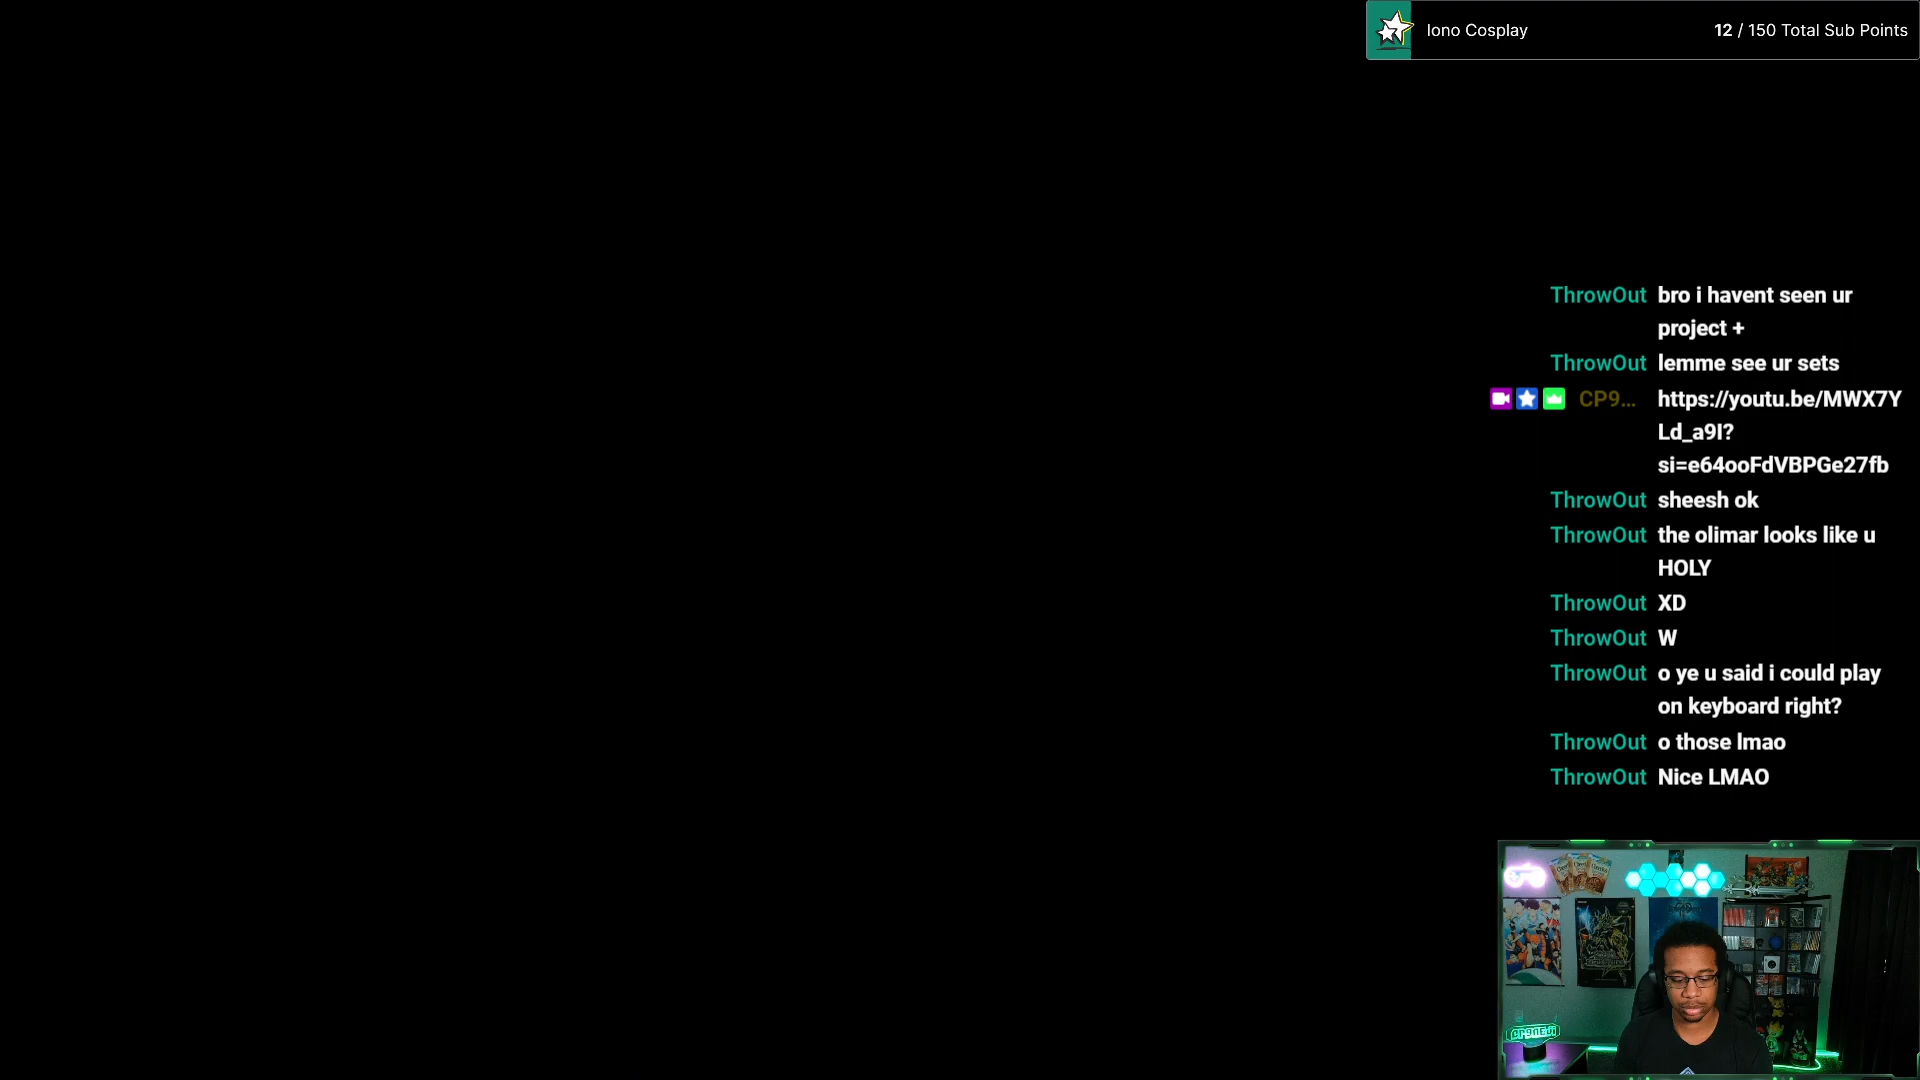 Iono Cosplay
12 / 150 Total Sub Points
ThrowOut bro i havent seen ur
project +
ThrowOut lemme see ur sets
CP9... https://youtu.be/MWX7Y
Ld_a9I?
si=e64ooFdVBPGe27fb
ThrowOut sheesh ok
ThrowOut the olimar looks like u
HOLY
ThrowOut XD
ThrowOut W
ThrowOut o ye u said i could play
on keyboard right?
ThrowOut o those lmao
ThrowOut Nice LMAO